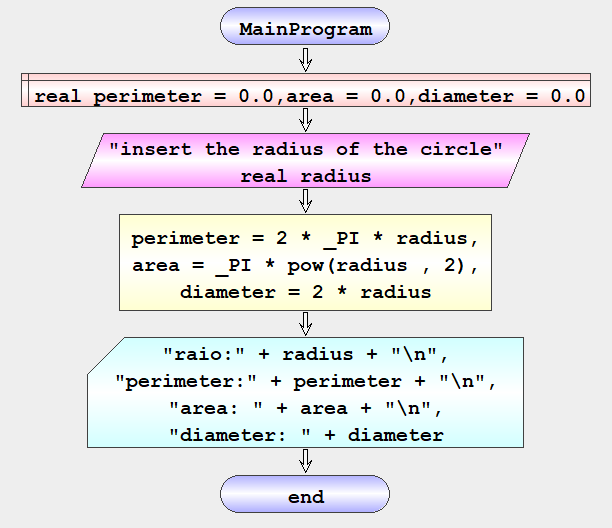 MainProgram
real perimeter = 0.0,area = 0.0,diameter = 0.0
"insert the radius of the circle"
real radius
perimeter = 2 * _PI * radius,
area = _PI * pow(radius , 2),
diameter = 2 * radius
"raio:" + radius + "\n",
"perimeter:" + perimeter + "\n",
"area: " + area + "\n",
"diameter: " + diameter
end